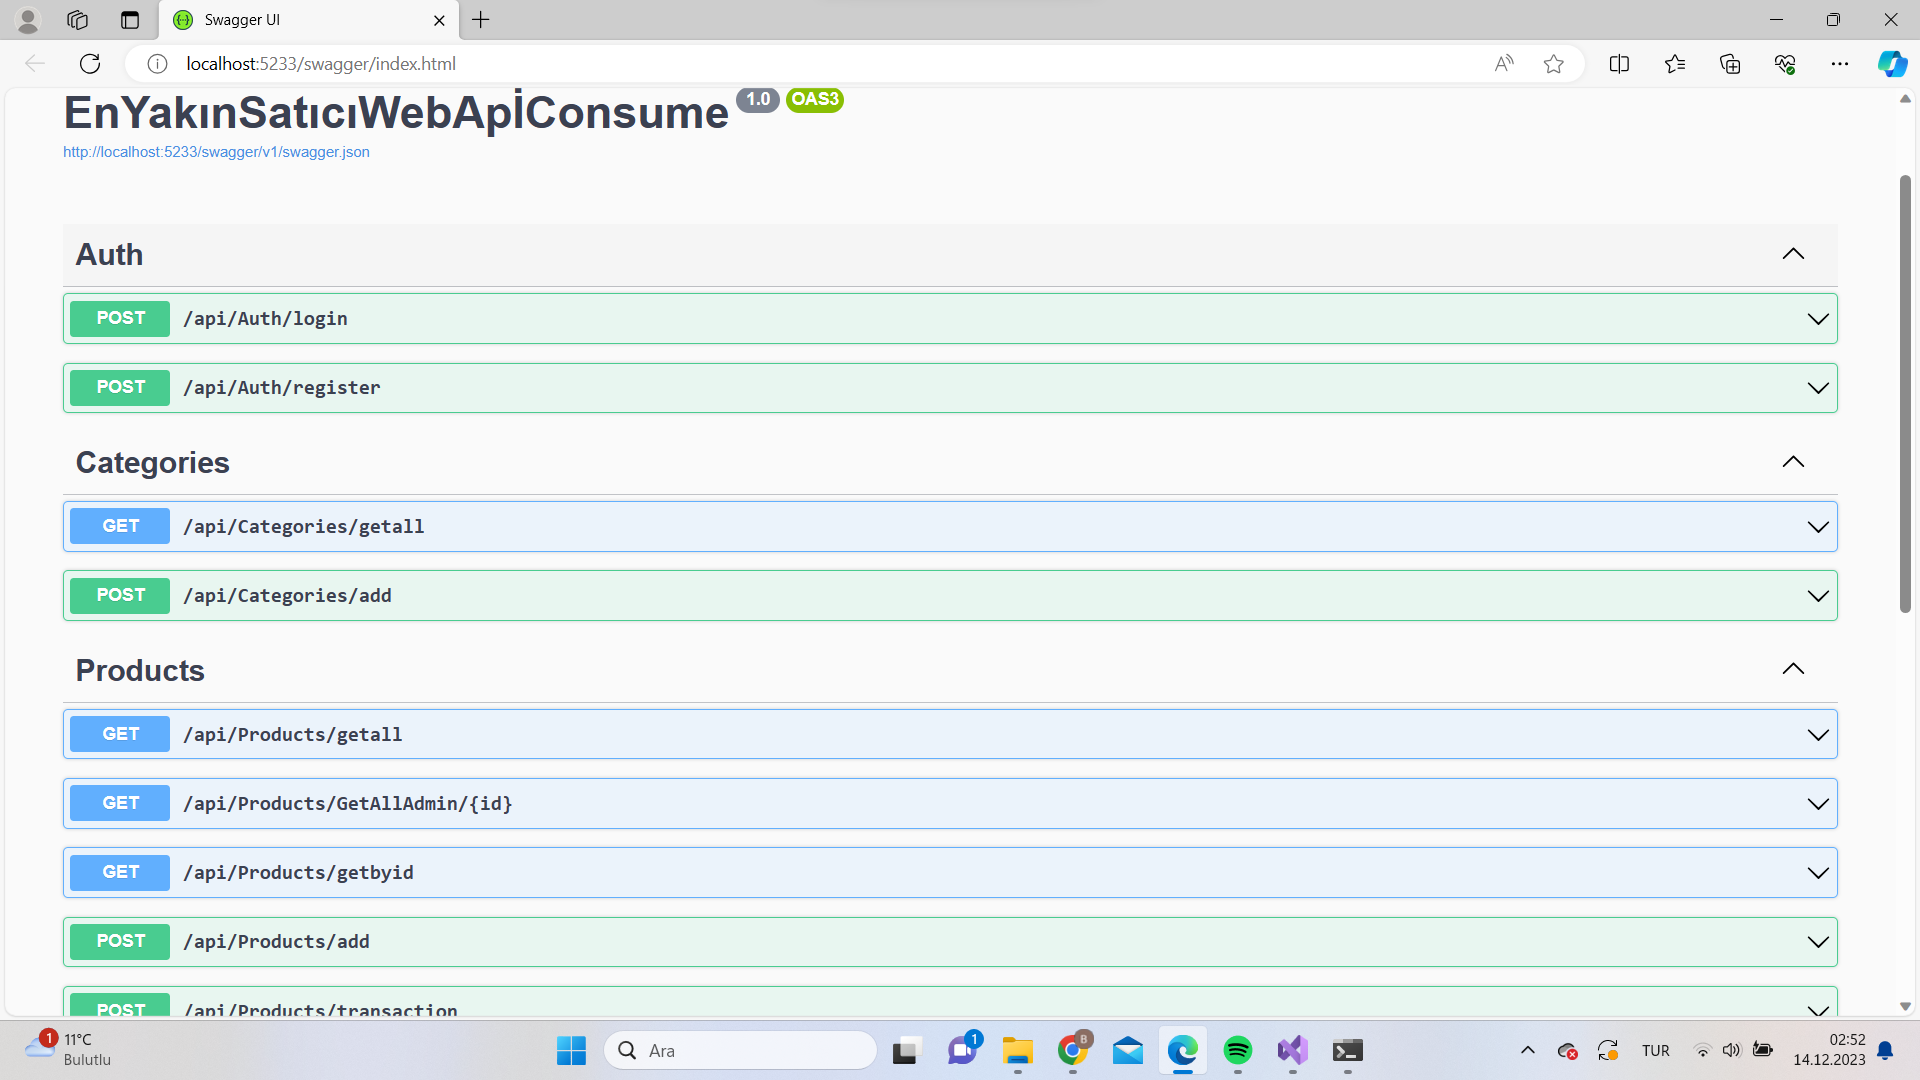 Swagger UI
localhost:5233/swagger/index.html
EnYakınSatıcıWebApİConsume 1.0 OAS3
http://localhost:5233/swagger/v1/swagger.json
Auth
POST /api/Auth/login
POST /api/Auth/register
Categories
GET /api/Categories/getall
POST /api/Categories/add
Products
GET /api/Products/getall
GET /api/Products/GetAllAdmin/{id}
GET /api/Products/getbyid
POST /api/Products/add
POST /api/Products/transaction
1
11°C
Bulutlu
Ara
1
B
TUR
02:52
14.12.2023